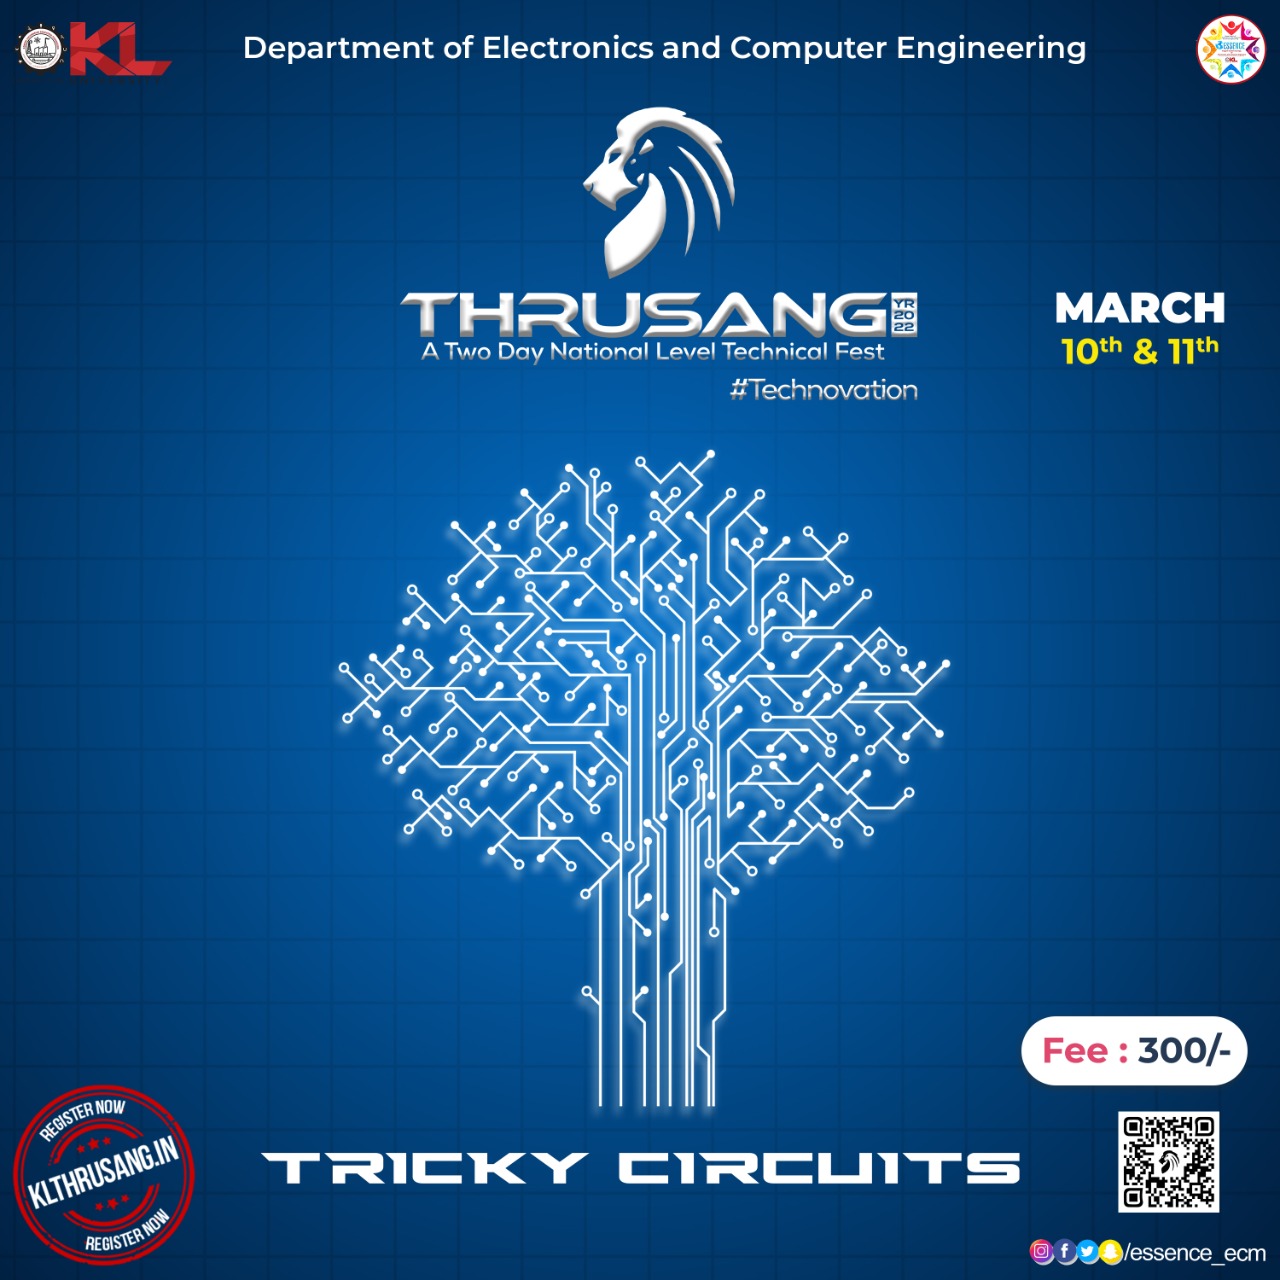 KL
Department of Electronics and Computer Engineering
ESSENCE
THRUSANG
YR
20
22
A Two Day National Level Technical Fest
#Technovation
MARCH
10th & 11th
Fee : 300/-
REGISTER NOW
KLTHRUSANG.IN
REGISTER NOW
TRICKY CIRCUITS
/essence_ecm